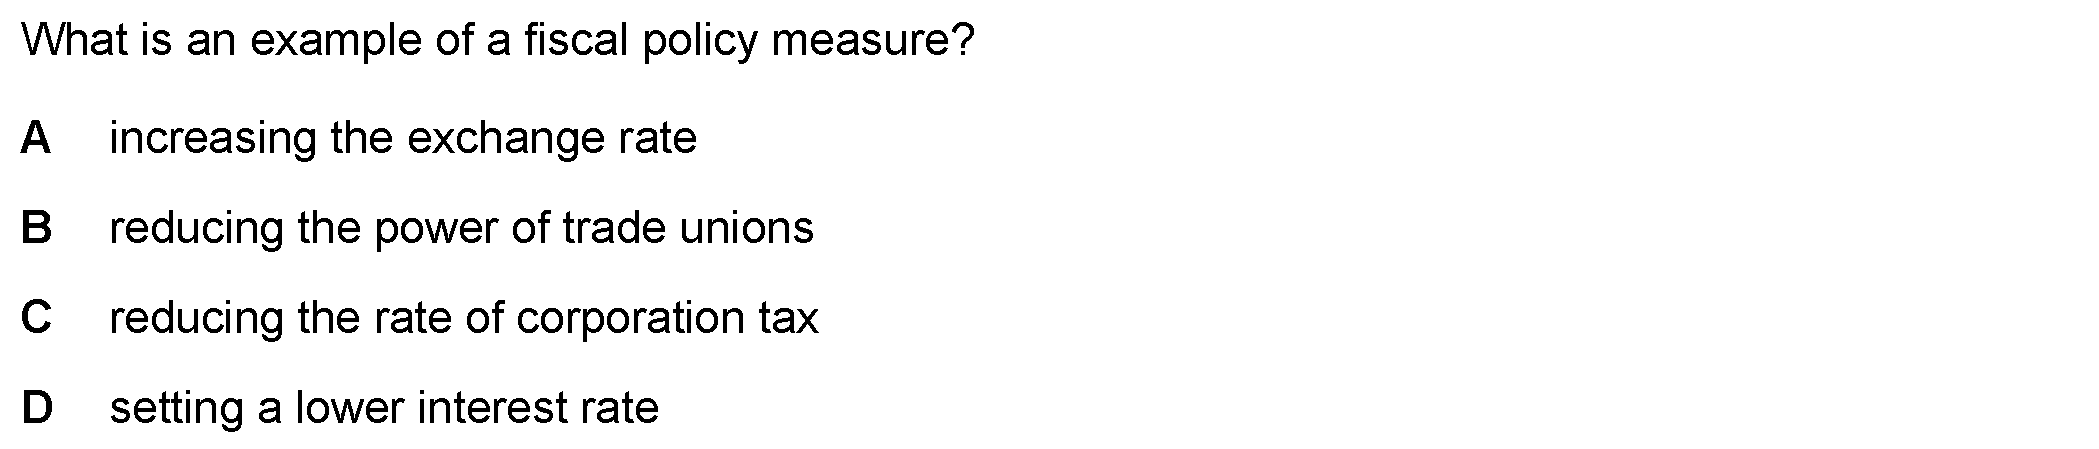 What is an example of a fiscal policy measure?
A increasing the exchange rate
B reducing the power of trade unions
C reducing the rate of corporation tax
D setting a lower interest rate